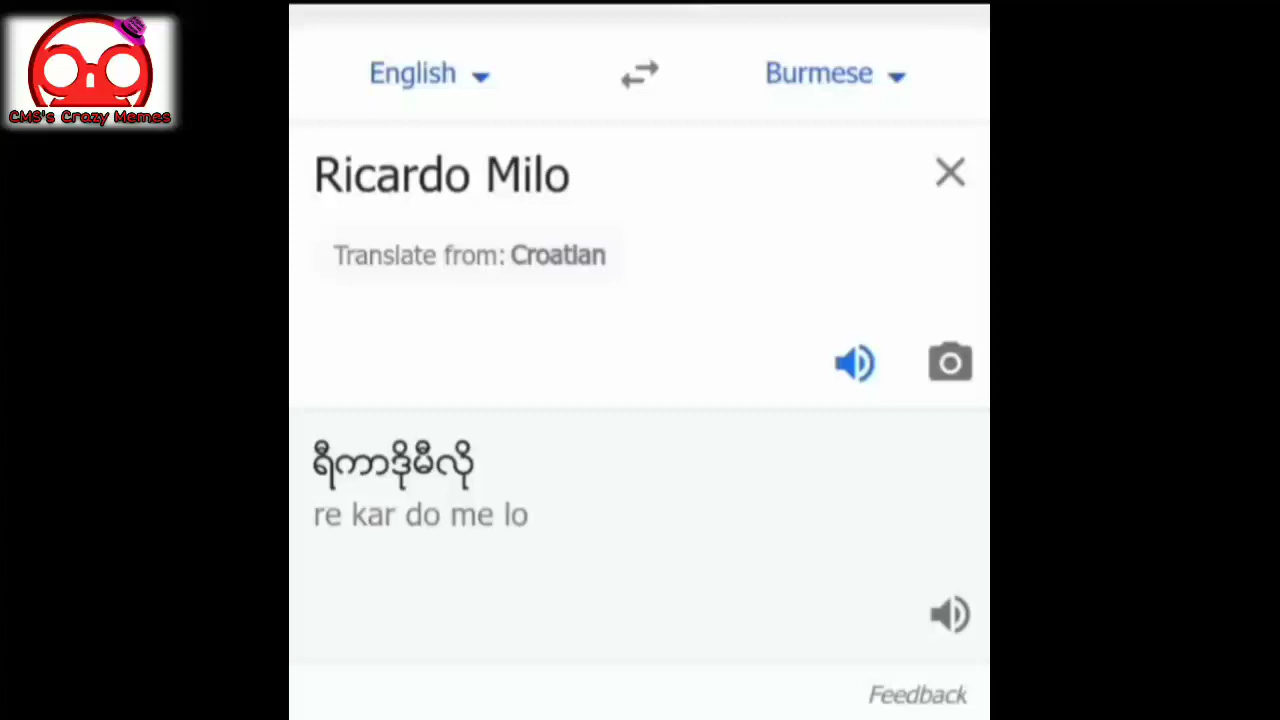 CMS's Crazy Memes
English
Burmese
Ricardo Milo
Translate from: Croatian
ရီကာဒိုမီလို
re kar do me lo
Feedback